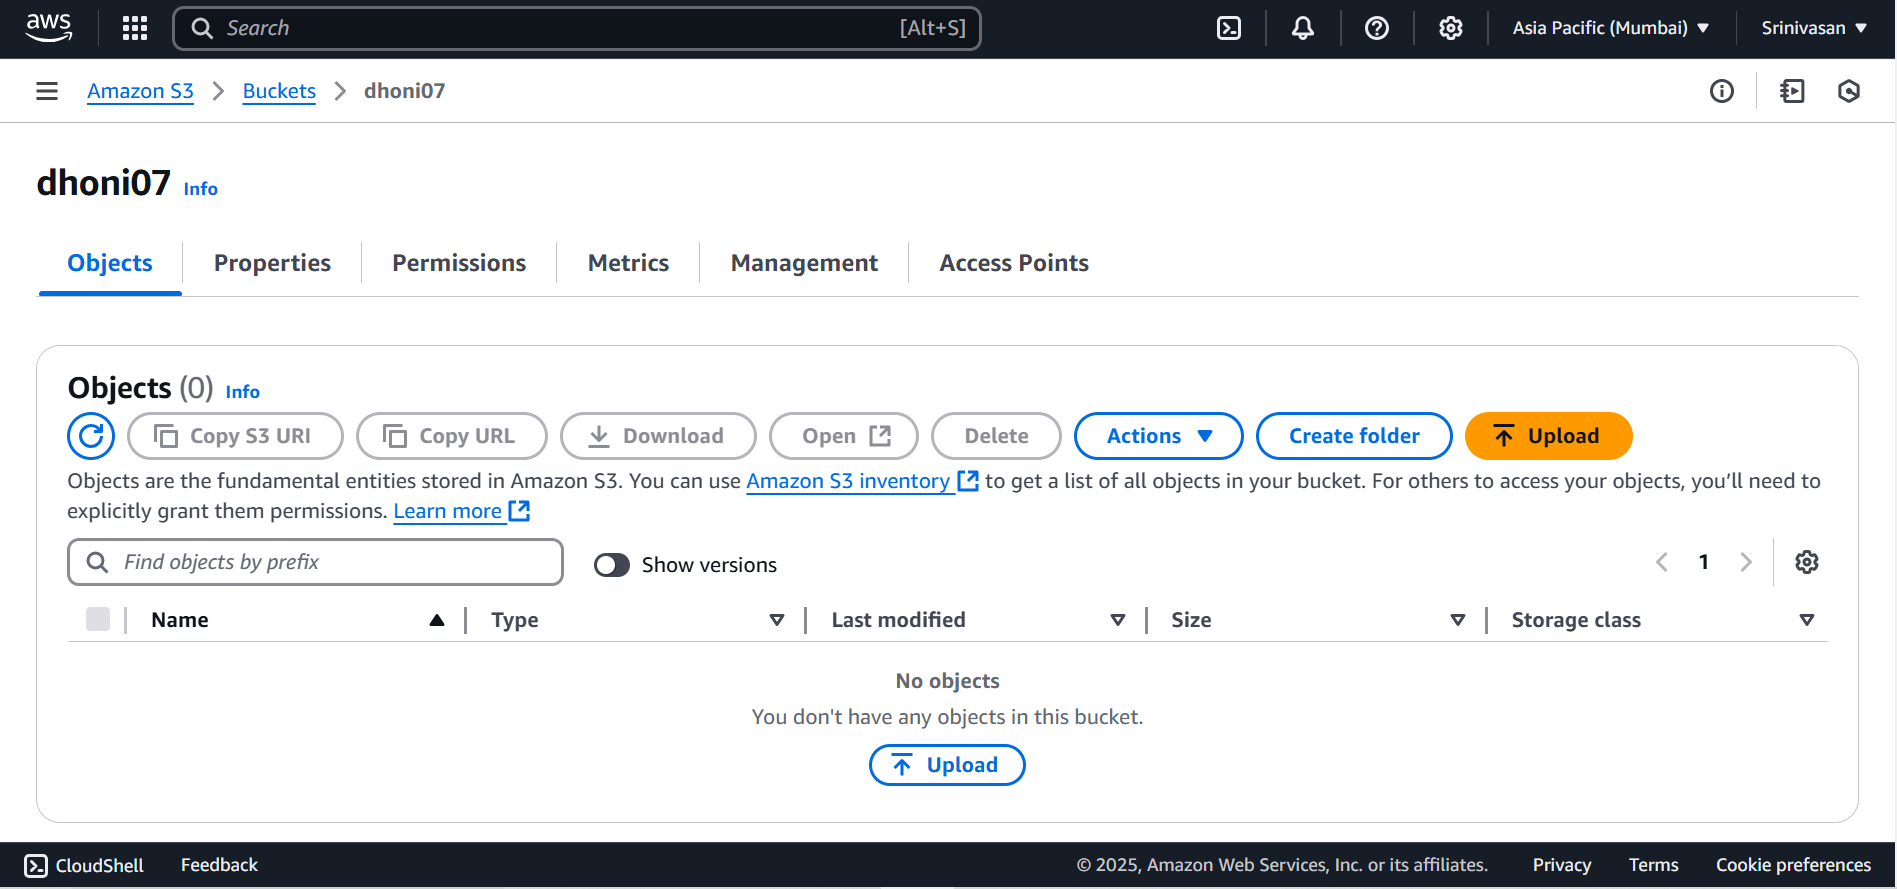 aws
Search [Alt+S]
Asia Pacific (Mumbai)
Srinivasan
Amazon S3 > Buckets > dhoni07
dhoni07 Info
Objects
Properties
Permissions
Metrics
Management
Access Points
Objects (0) Info
Copy S3 URI
Copy URL
Download
Open
Delete
Actions
Create folder
Upload
Objects are the fundamental entities stored in Amazon S3. You can use Amazon S3 inventory to get a list of all objects in your bucket. For others to access your objects, you’ll need to
explicitly grant them permissions. Learn more
Find objects by prefix
Show versions
1
Name
Type
Last modified
Size
Storage class
No objects
You don't have any objects in this bucket.
Upload
CloudShell
Feedback
© 2025, Amazon Web Services, Inc. or its affiliates.
Privacy
Terms
Cookie preferences